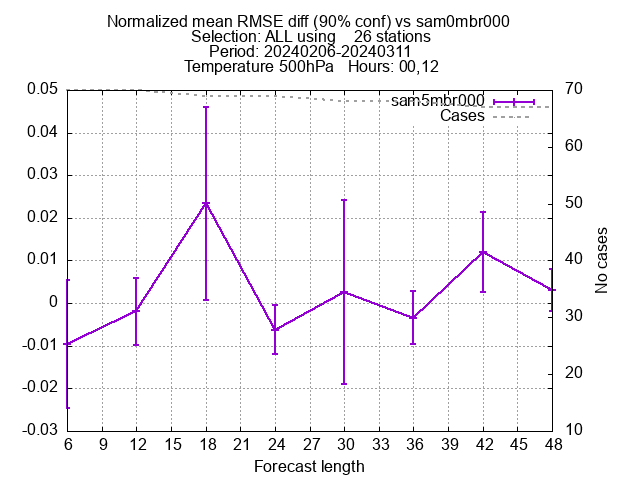 Normalized mean RMSE diff (90% conf) vs sam0mbr000
Selection: ALL using    26 stations
Period: 20240206-20240311
Temperature 500hPa   Hours: 00,12
0.05
0.04
0.03
0.02
0.01
0
-0.01
-0.02
-0.03
70
60
50
40
30
20
10
No cases
sam5mbr000
Cases
6 12 15 18 21 24 27 30 33 36 39 42 45 48
Forecast length